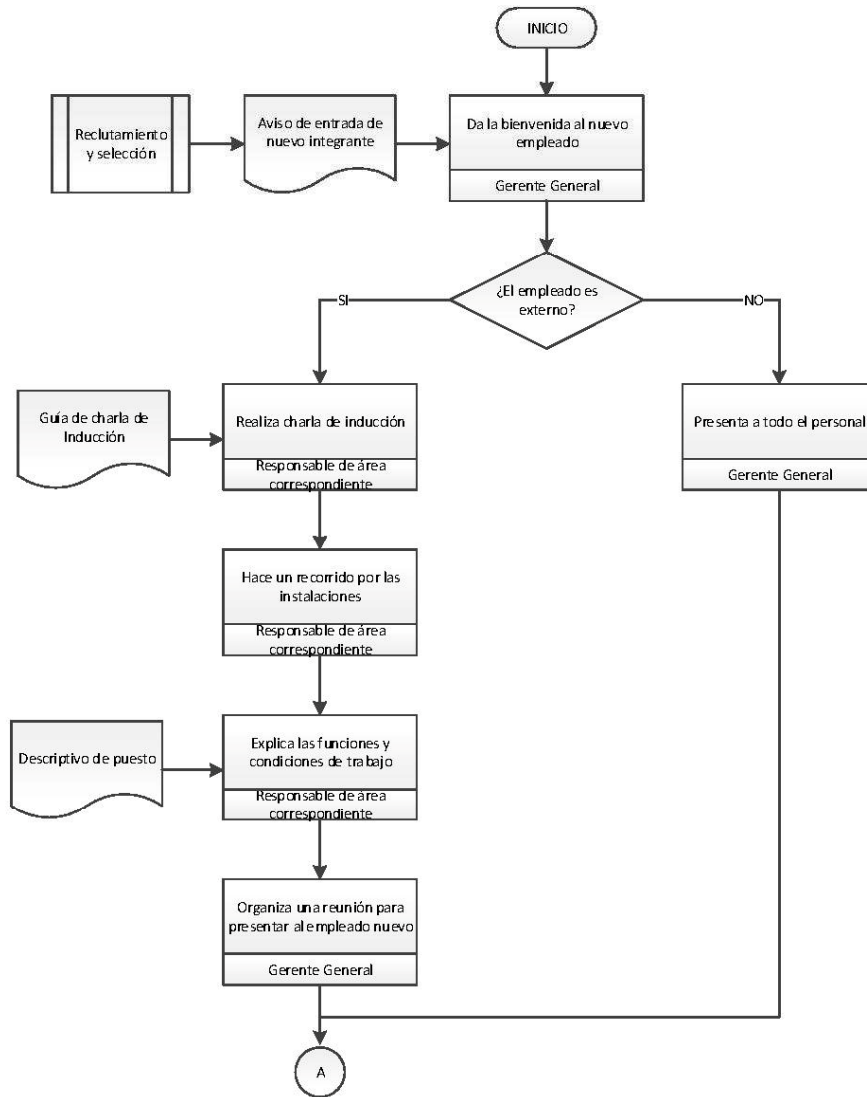 INICIO
Reclutamiento
y selección
Aviso de entrada de
nuevo integrante
Da la bienvenida al nuevo
empleado
Gerente General
¿El empleado es
externo?
SI
NO
Guía de charla de
Inducción
Realiza charla de inducción
Responsable de área
correspondiente
Presenta a todo el personal
Gerente General
Hace un recorrido por las
instalaciones
Responsable de área
correspondiente
Descriptivo de puesto
Explica las funciones y
condiciones de trabajo
Responsable de área
correspondiente
Organiza una reunión para
presentar al empleado nuevo
Gerente General
A